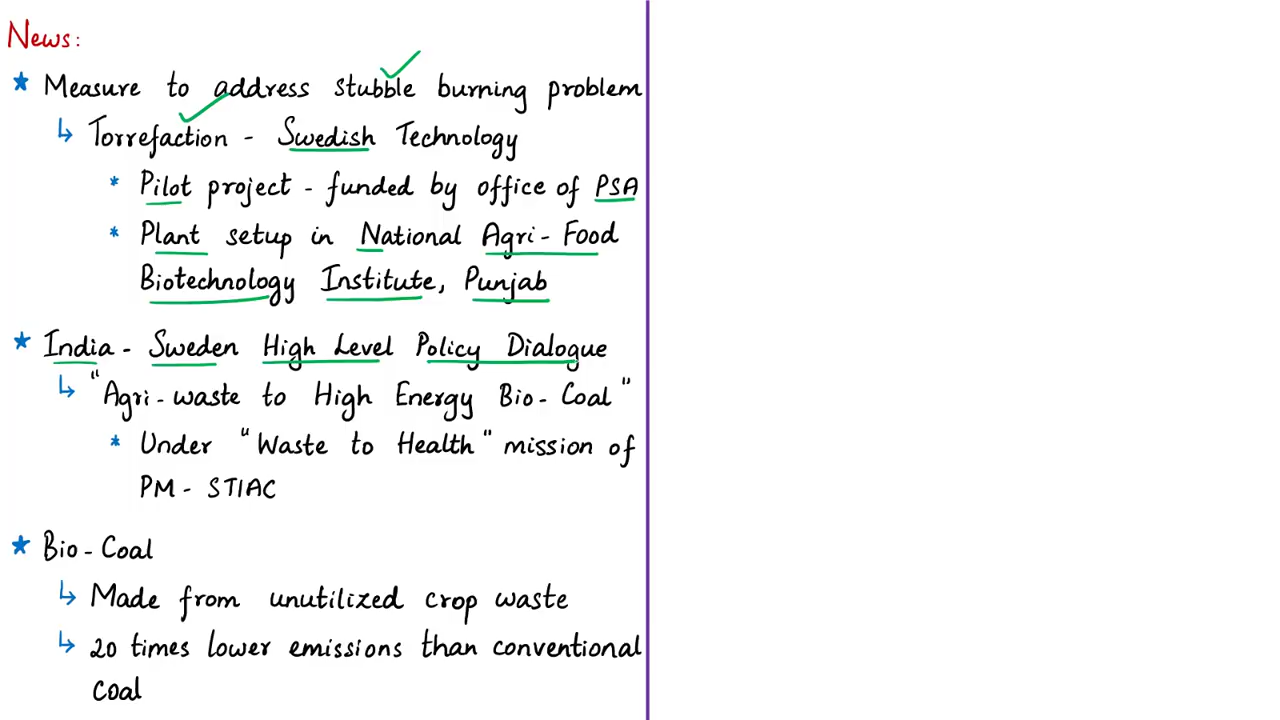 News:
Measure to address stubble burning problem
Torrefaction - Swedish Technology
Pilot project - funded by office of PSA
Plant setup in National Agri - Food
Biotechnology Institute, Punjab
India - Sweden High Level Policy Dialogue
"Agri - waste to High Energy Bio - Coal"
Under "Waste to Health" mission of
PM - STIAC
Bio - Coal
Made from unutilized crop waste
20 times lower emissions than conventional
coal